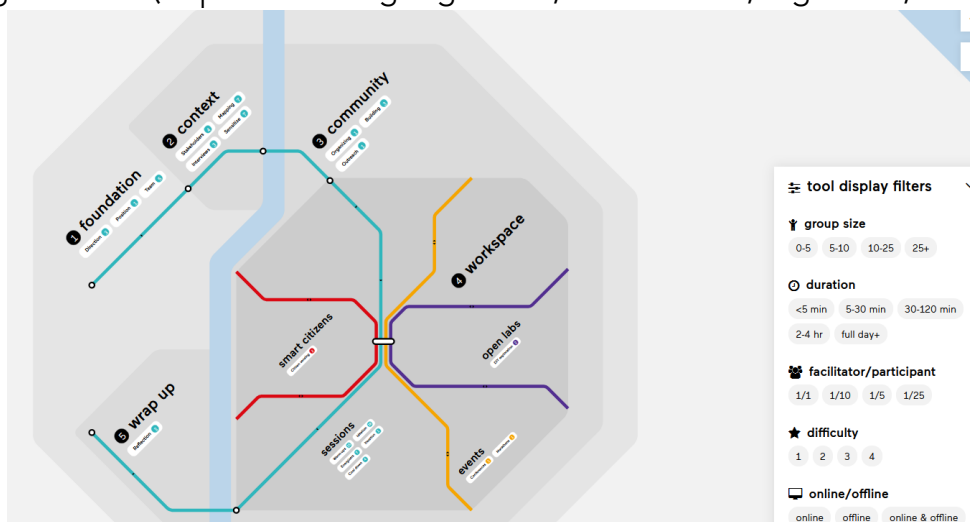 1 foundation
Direction
Position
Team
2 context
Stakeholders
Mapping
Interviews
Sensitise
3 community
Organizing
Building
Outreach
4 workspace
smart citizens
open labs
sessions
events
5 wrap up
Reflection
tool display filters
group size
0-5 5-10 10-25 25+
duration
<5 min 5-30 min 30-120 min
2-4 hr full day+
facilitator/participant
1/1 1/10 1/5 1/25
difficulty
1 2 3 4
online/offline
online offline online & offline